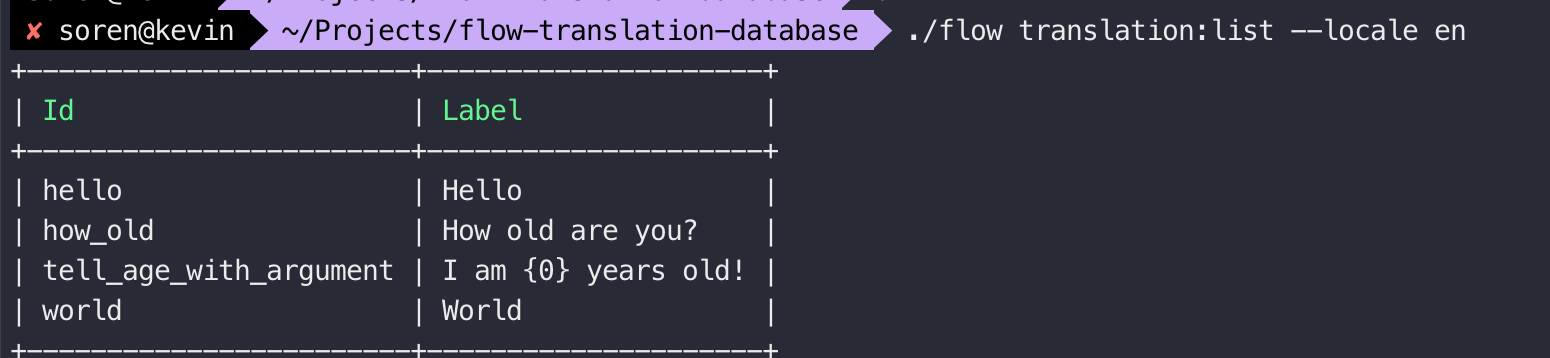 ✘ soren@kevin ~/Projects/flow-translation-database ./flow translation:list --locale en
+------------------------+---------------------+
| Id                     | Label               |
+------------------------+---------------------+
| hello                  | Hello               |
| how_old                | How old are you?    |
| tell_age_with_argument | I am {0} years old! |
| world                  | World               |
+------------------------+---------------------+